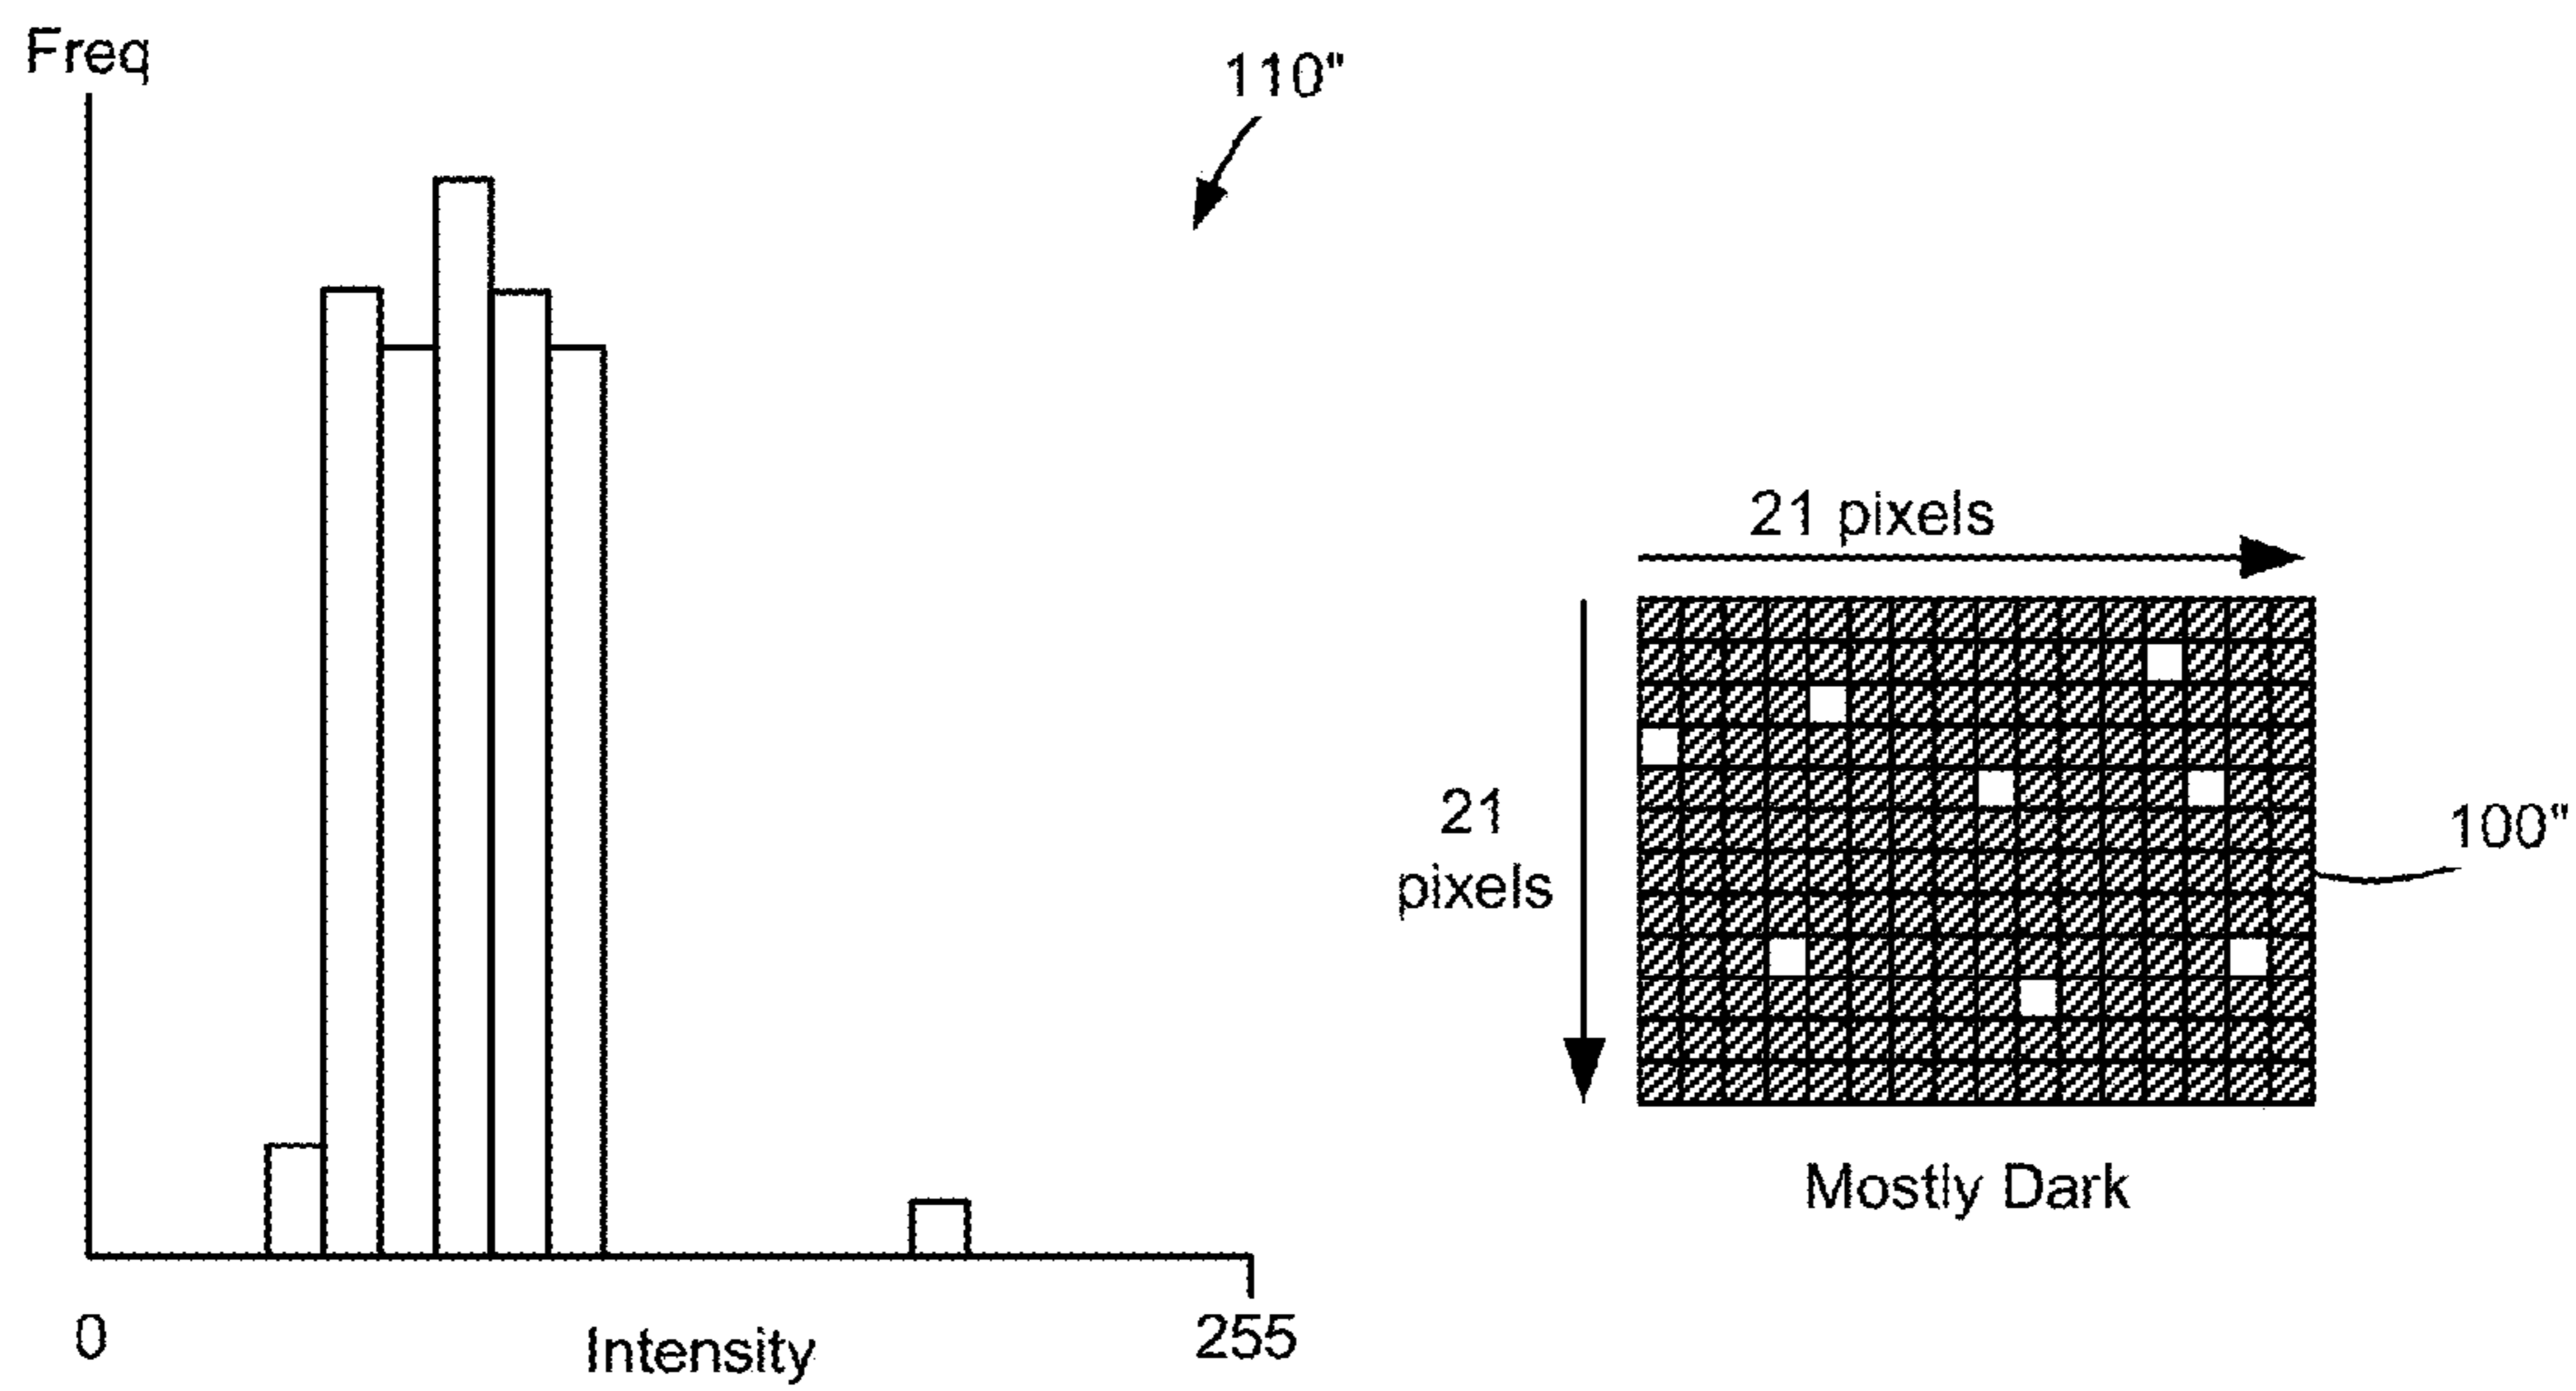 Freq
110"
0
Intensity
255
21 pixels
21
pixels
100"
Mostly Dark